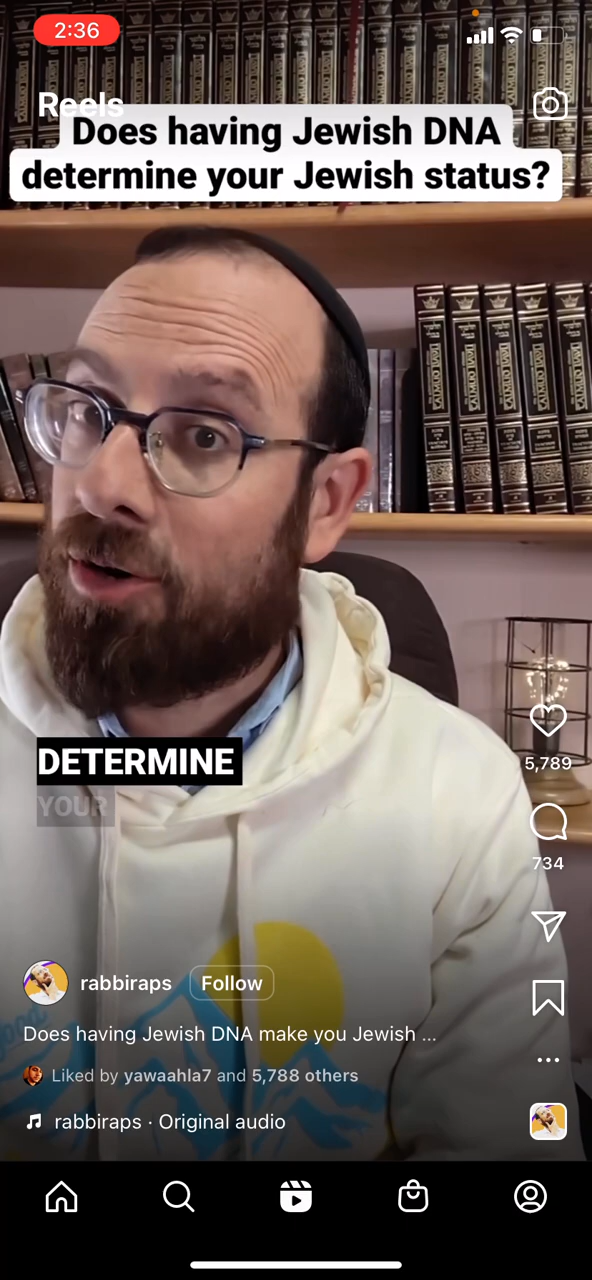 2:36
Reels
Does having Jewish DNA
determine your Jewish status?
DETERMINE
YOUR
5,789
734
rabbiraps
Follow
Does having Jewish DNA make you Jewish ...
Liked by yawaahla7 and 5,788 others
rabbiraps · Original audio